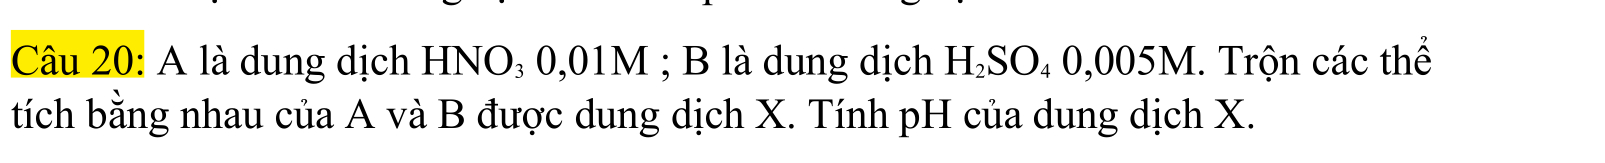 Câu 20: A là dung dịch HNO₃ 0,01M ; B là dung dịch H₂SO₄ 0,005M. Trộn các thể
tích bằng nhau của A và B được dung dịch X. Tính pH của dung dịch X.